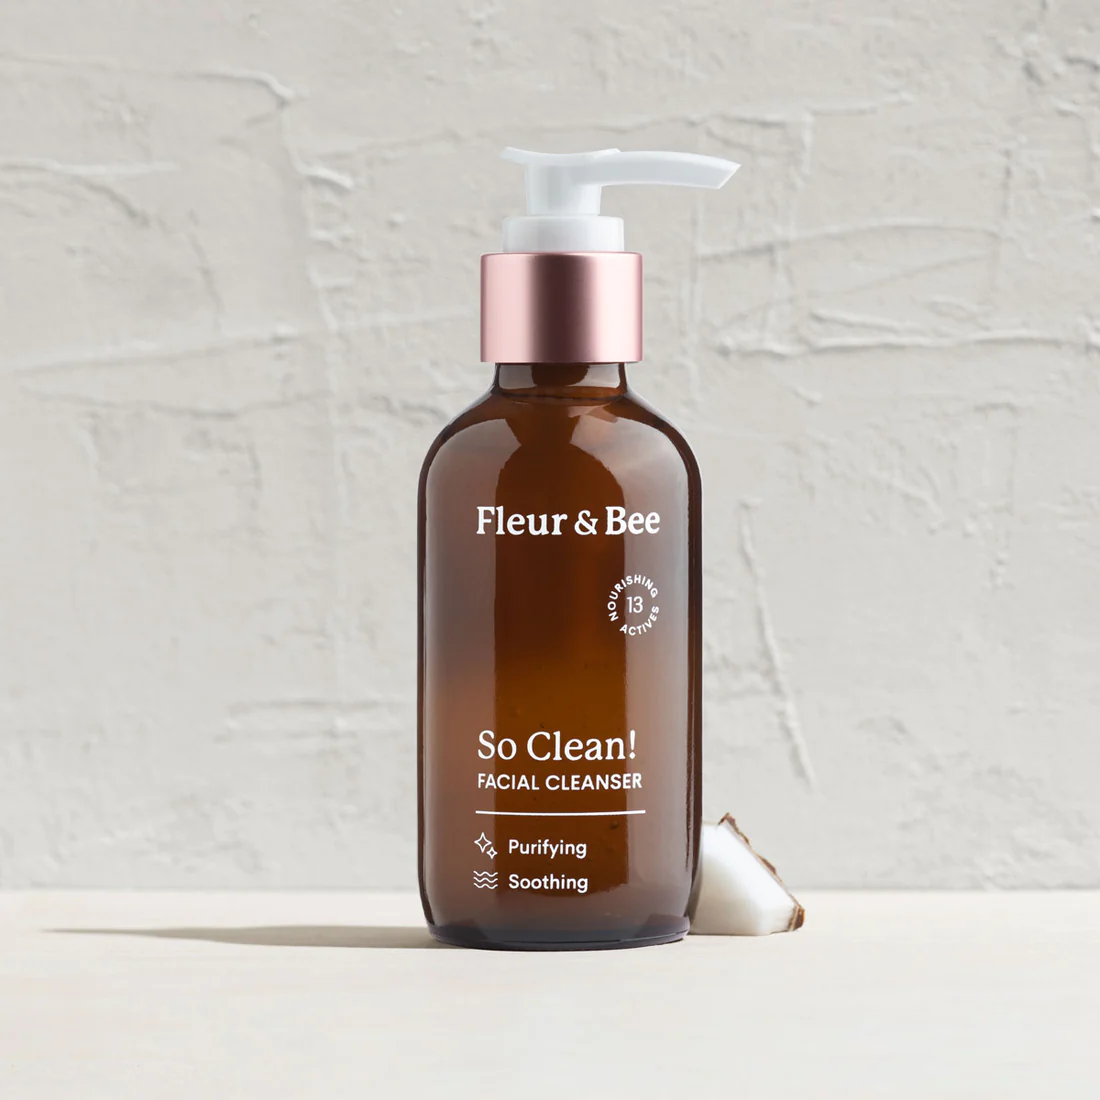 Fleur & Bee
NOURISHING
13
ACTIVES
So Clean!
FACIAL CLEANSER
Purifying
Soothing